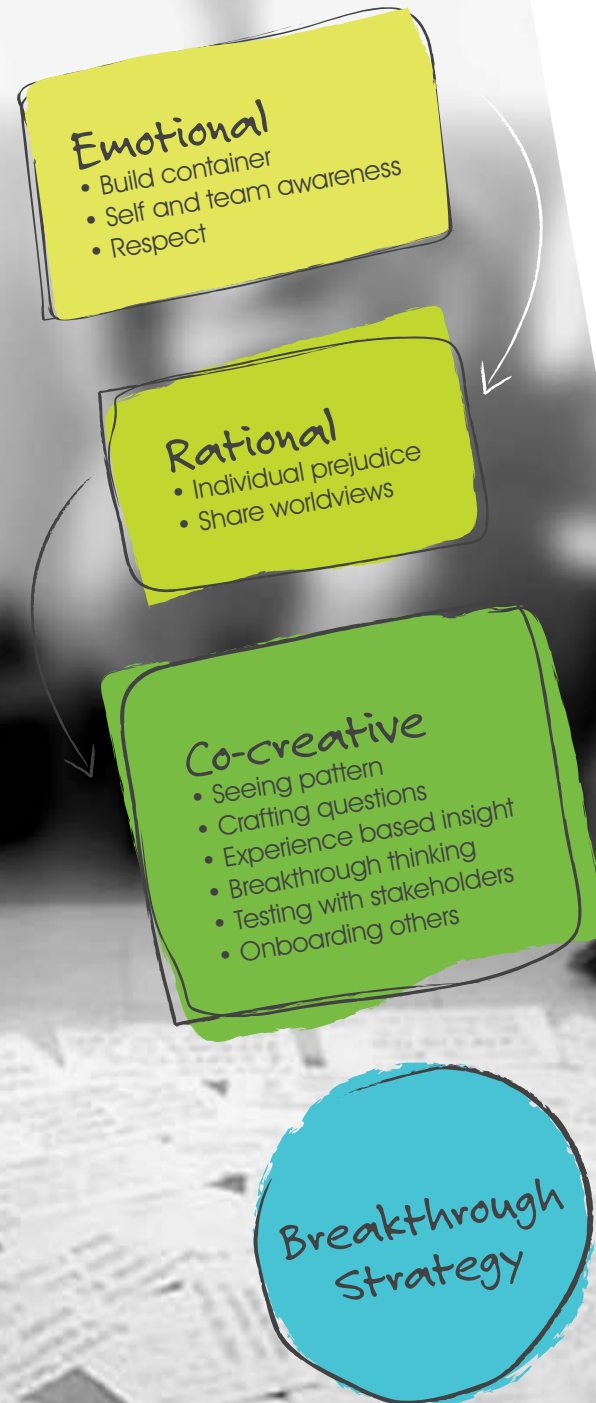 Emotional
• Build container
• Self and team awareness
• Respect
Rational
• Individual prejudice
• Share worldviews
Co-creative
• Seeing pattern
• Crafting questions
• Experience based insight
• Breakthrough thinking
• Testing with stakeholders
• Onboarding others
Breakthrough
Strategy